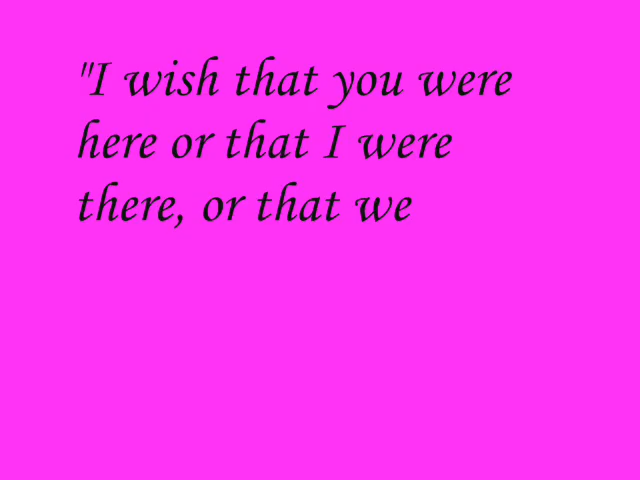 "I wish that you were
here or that I were
there, or that we